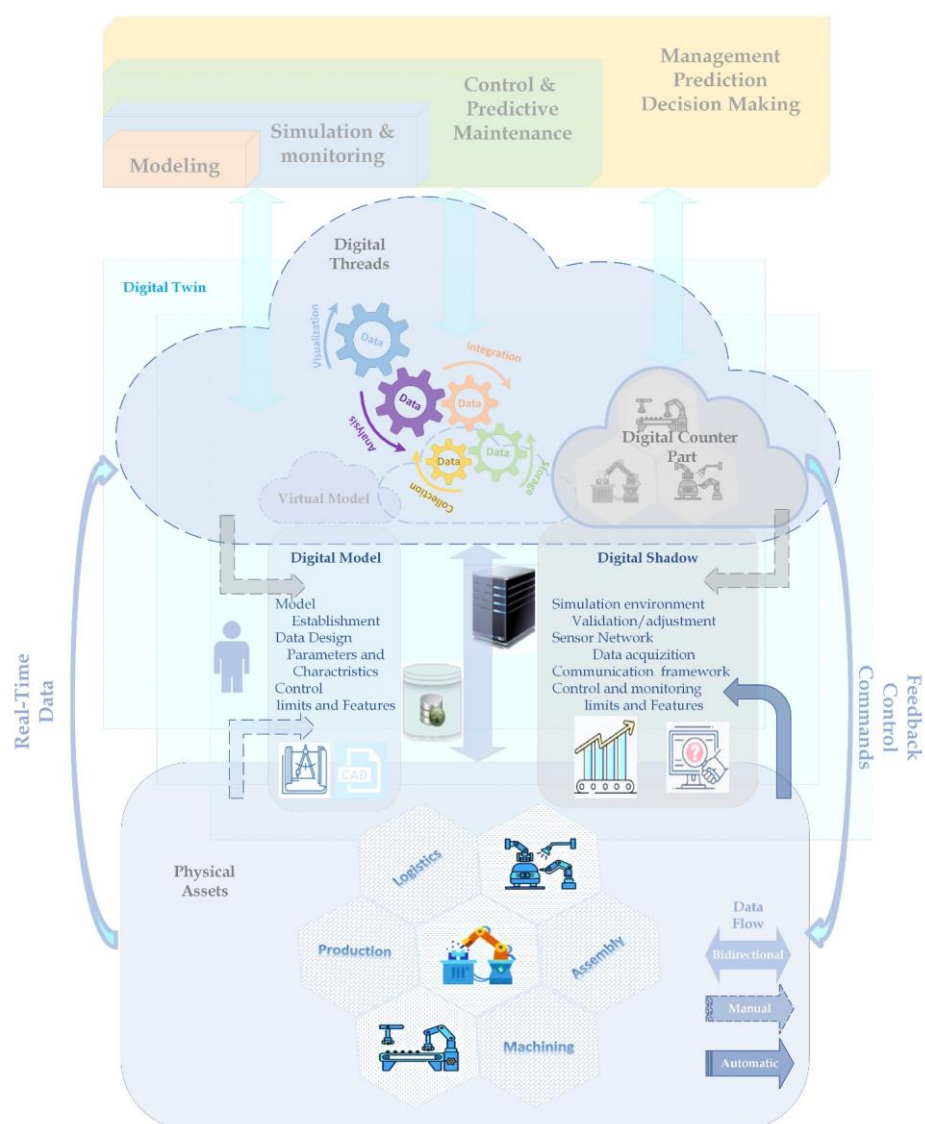 Management
Prediction
Decision Making
Control &
Predictive
Maintenance
Simulation &
monitoring
Modeling
Digital
Threads
Digital Twin
Visualization
Data
integration
Data
Data
Analysis
Data
Data
Collection
Storage
Digital Counter
Part
Virtual Model
Digital Model
Model
Establishment
Data Design
Parameters and
Charactristics
Control
limits and Features
CAD
Digital Shadow
Simulation environment
Validation/adjustment
Sensor Network
Data acquizition
Communication framework
Control and monitoring
limits and Features
?
Real-Time
Data
Feedback
Control
Commands
Physical
Assets
Logistics
Production
Assembly
Machining
Data
Flow
Bidirectional
Manual
Automatic